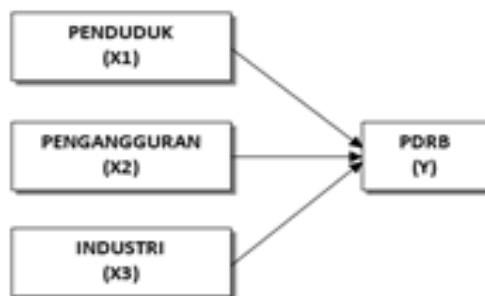 PENDUDUK
(X1)
PENGANGGURAN
(X2)
PDRB
(Y)
INDUSTRI
(X3)